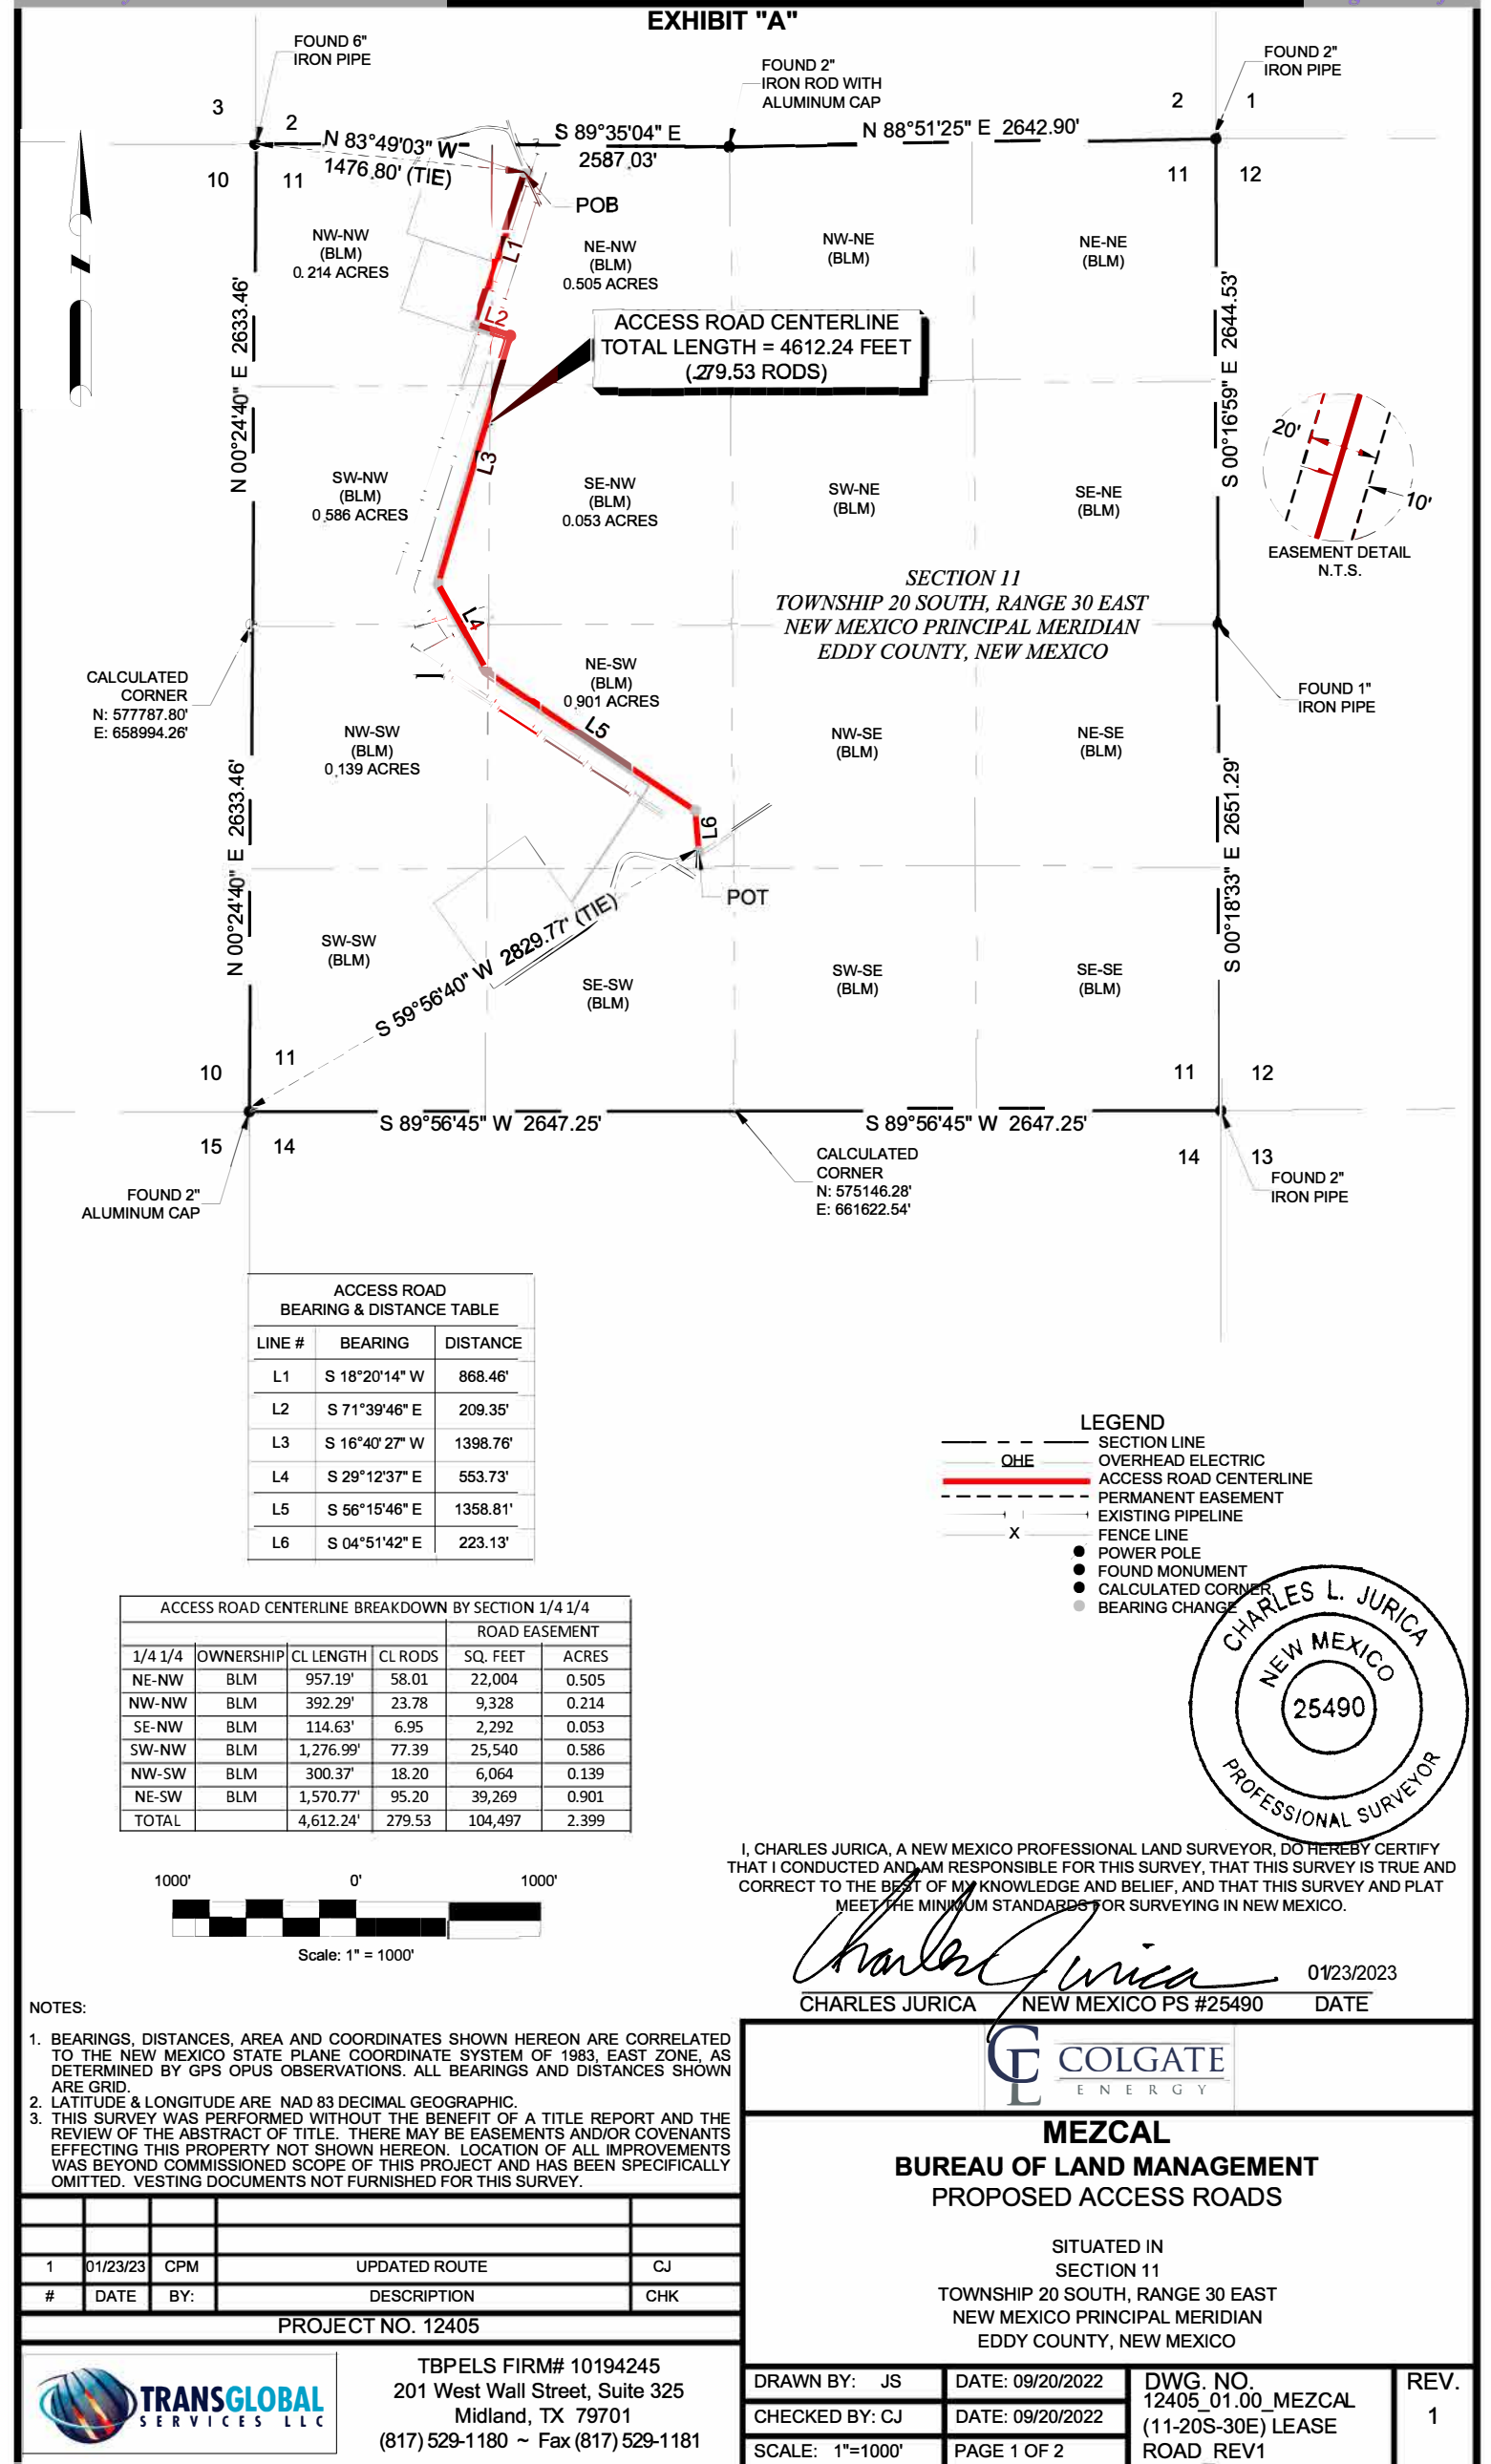 EXHIBIT "A"
FOUND 6"
IRON PIPE
FOUND 2"
IRON ROD WITH
ALUMINUM CAP
FOUND 2"
IRON PIPE
3
2
2
1
N 83°49'03" W
1476.80' (TIE)
S 89°35'04" E
2587.03'
N 88°51'25" E 2642.90'
10
11
11
12
POB
NW-NW
(BLM)
0.214 ACRES
L1
NE-NW
(BLM)
0.505 ACRES
NW-NE
(BLM)
NE-NE
(BLM)
N 00°24'40" E 2633.46'
S 00°16'59" E 2644.53'
L2
ACCESS ROAD CENTERLINE
TOTAL LENGTH = 4612.24 FEET
(279.53 RODS)
20'
10'
EASEMENT DETAIL
N.T.S.
L3
SW-NW
(BLM)
0.586 ACRES
SE-NW
(BLM)
0.053 ACRES
SW-NE
(BLM)
SE-NE
(BLM)
SECTION 11
TOWNSHIP 20 SOUTH, RANGE 30 EAST
NEW MEXICO PRINCIPAL MERIDIAN
EDDY COUNTY, NEW MEXICO
L4
CALCULATED
CORNER
N: 577787.80'
E: 658994.26'
FOUND 1"
IRON PIPE
NE-SW
(BLM)
0.901 ACRES
L5
NW-SW
(BLM)
0.139 ACRES
NW-SE
(BLM)
NE-SE
(BLM)
N 00°24'40" E 2633.46'
S 00°18'33" E 2651.29'
L6
POT
S 59°56'40" W 2829.77' (TIE)
SW-SW
(BLM)
SE-SW
(BLM)
SW-SE
(BLM)
SE-SE
(BLM)
10
11
11
12
S 89°56'45" W 2647.25'
S 89°56'45" W 2647.25'
15
14
14
13
FOUND 2"
ALUMINUM CAP
CALCULATED
CORNER
N: 575146.28'
E: 661622.54'
FOUND 2"
IRON PIPE
ACCESS ROAD
BEARING & DISTANCE TABLE
LINE # BEARING DISTANCE
L1 S 18°20'14" W 868.46'
L2 S 71°39'46" E 209.35'
L3 S 16°40'27" W 1398.76'
L4 S 29°12'37" E 553.73'
L5 S 56°15'46" E 1358.81'
L6 S 04°51'42" E 223.13'
LEGEND
SECTION LINE
OHE OVERHEAD ELECTRIC
ACCESS ROAD CENTERLINE
PERMANENT EASEMENT
EXISTING PIPELINE
X FENCE LINE
POWER POLE
FOUND MONUMENT
CALCULATED CORNER
BEARING CHANGE
ACCESS ROAD CENTERLINE BREAKDOWN BY SECTION 1/4 1/4
ROAD EASEMENT
1/4 1/4 OWNERSHIP CL LENGTH CL RODS SQ. FEET ACRES
NE-NW BLM 957.19' 58.01 22,004 0.505
NW-NW BLM 392.29' 23.78 9,328 0.214
SE-NW BLM 114.63' 6.95 2,292 0.053
SW-NW BLM 1,276.99' 77.39 25,540 0.586
NW-SW BLM 300.37' 18.20 6,064 0.139
NE-SW BLM 1,570.77' 95.20 39,269 0.901
TOTAL 4,612.24' 279.53 104,497 2.399
CHARLES L. JURICA
NEW MEXICO
25490
PROFESSIONAL SURVEYOR
1000' 0' 1000'
Scale: 1" = 1000'
I, CHARLES JURICA, A NEW MEXICO PROFESSIONAL LAND SURVEYOR, DO HEREBY CERTIFY
THAT I CONDUCTED AND AM RESPONSIBLE FOR THIS SURVEY, THAT THIS SURVEY IS TRUE AND
CORRECT TO THE BEST OF MY KNOWLEDGE AND BELIEF, AND THAT THIS SURVEY AND PLAT
MEET THE MINIMUM STANDARDS FOR SURVEYING IN NEW MEXICO.
Charles Jurica
01/23/2023
CHARLES JURICA NEW MEXICO PS #25490 DATE
NOTES:
1. BEARINGS, DISTANCES, AREA AND COORDINATES SHOWN HEREON ARE CORRELATED
TO THE NEW MEXICO STATE PLANE COORDINATE SYSTEM OF 1983, EAST ZONE, AS
DETERMINED BY GPS OPUS OBSERVATIONS. ALL BEARINGS AND DISTANCES SHOWN
ARE GRID.
2. LATITUDE & LONGITUDE ARE NAD 83 DECIMAL GEOGRAPHIC.
3. THIS SURVEY WAS PERFORMED WITHOUT THE BENEFIT OF A TITLE REPORT AND THE
REVIEW OF THE ABSTRACT OF TITLE. THERE MAY BE EASEMENTS AND/OR COVENANTS
EFFECTING THIS PROPERTY NOT SHOWN HEREON. LOCATION OF ALL IMPROVEMENTS
WAS BEYOND COMMISSIONED SCOPE OF THIS PROJECT AND HAS BEEN SPECIFICALLY
OMITTED. VESTING DOCUMENTS NOT FURNISHED FOR THIS SURVEY.
1 01/23/23 CPM UPDATED ROUTE CJ
# DATE BY: DESCRIPTION CHK
PROJECT NO. 12405
TRANSGLOBAL
SERVICES LLC
TBPELS FIRM# 10194245
201 West Wall Street, Suite 325
Midland, TX 79701
(817) 529-1180 ~ Fax (817) 529-1181
COLGATE
ENERGY
MEZCAL
BUREAU OF LAND MANAGEMENT
PROPOSED ACCESS ROADS
SITUATED IN
SECTION 11
TOWNSHIP 20 SOUTH, RANGE 30 EAST
NEW MEXICO PRINCIPAL MERIDIAN
EDDY COUNTY, NEW MEXICO
DRAWN BY: JS DATE: 09/20/2022
CHECKED BY: CJ DATE: 09/20/2022
SCALE: 1"=1000' PAGE 1 OF 2
DWG. NO.
12405_01.00_MEZCAL
(11-20S-30E) LEASE
ROAD_REV1
REV.
1